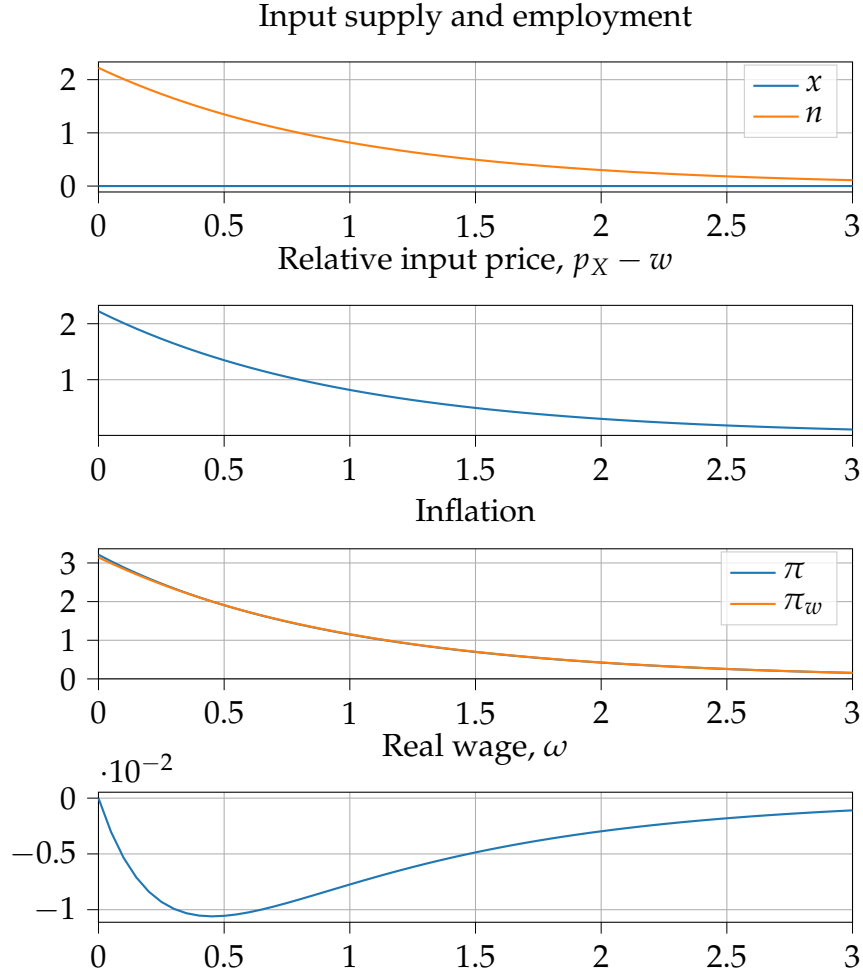 Input supply and employment
2
1
0
x
n
0 0.5 1 1.5 2 2.5 3
Relative input price, pX − w
2
1
0 0.5 1 1.5 2 2.5 3
Inflation
3
2
1
0
π
πw
0 0.5 1 1.5 2 2.5 3
Real wage, ω
·10−2
0
−0.5
−1
0 0.5 1 1.5 2 2.5 3